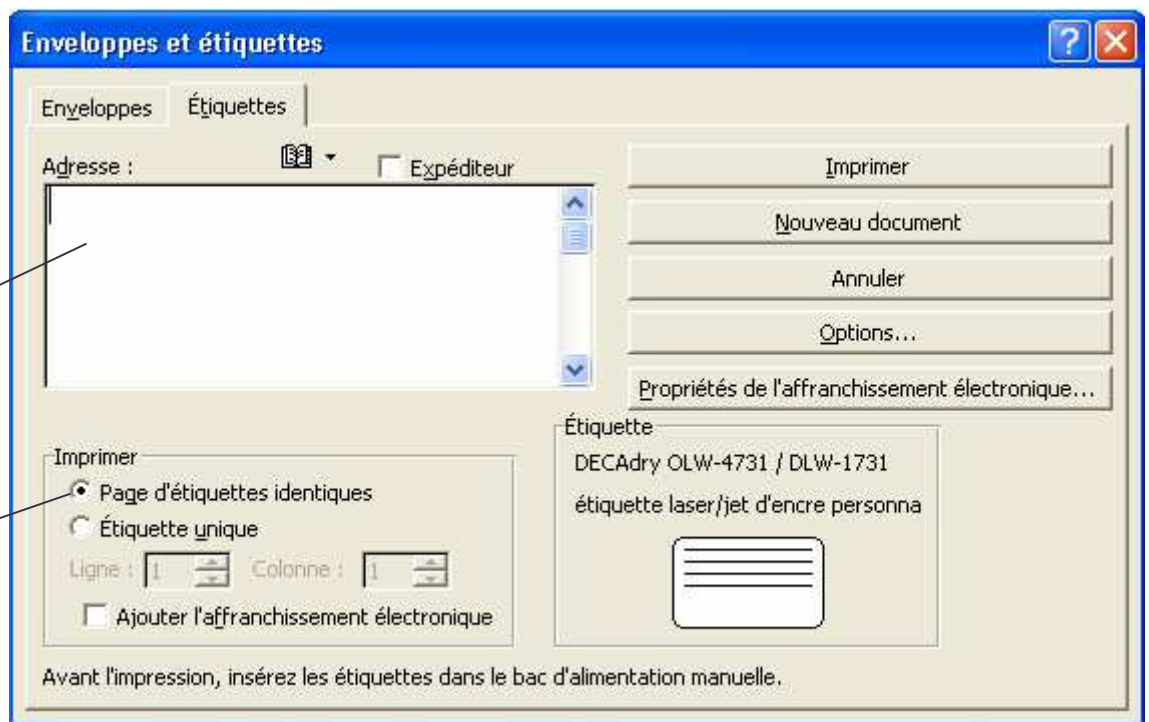 Enveloppes et étiquettes
Enveloppes Étiquettes
Adresse : Expéditeur
Imprimer
Nouveau document
Annuler
Options...
Propriétés de l'affranchissement électronique...
Imprimer
Page d'étiquettes identiques
Étiquette unique
Ligne : 1 Colonne : 1
Ajouter l'affranchissement électronique
Étiquette
DECAdry OLW-4731 / DLW-1731
étiquette laser/jet d'encre personna
Avant l'impression, insérez les étiquettes dans le bac d'alimentation manuelle.